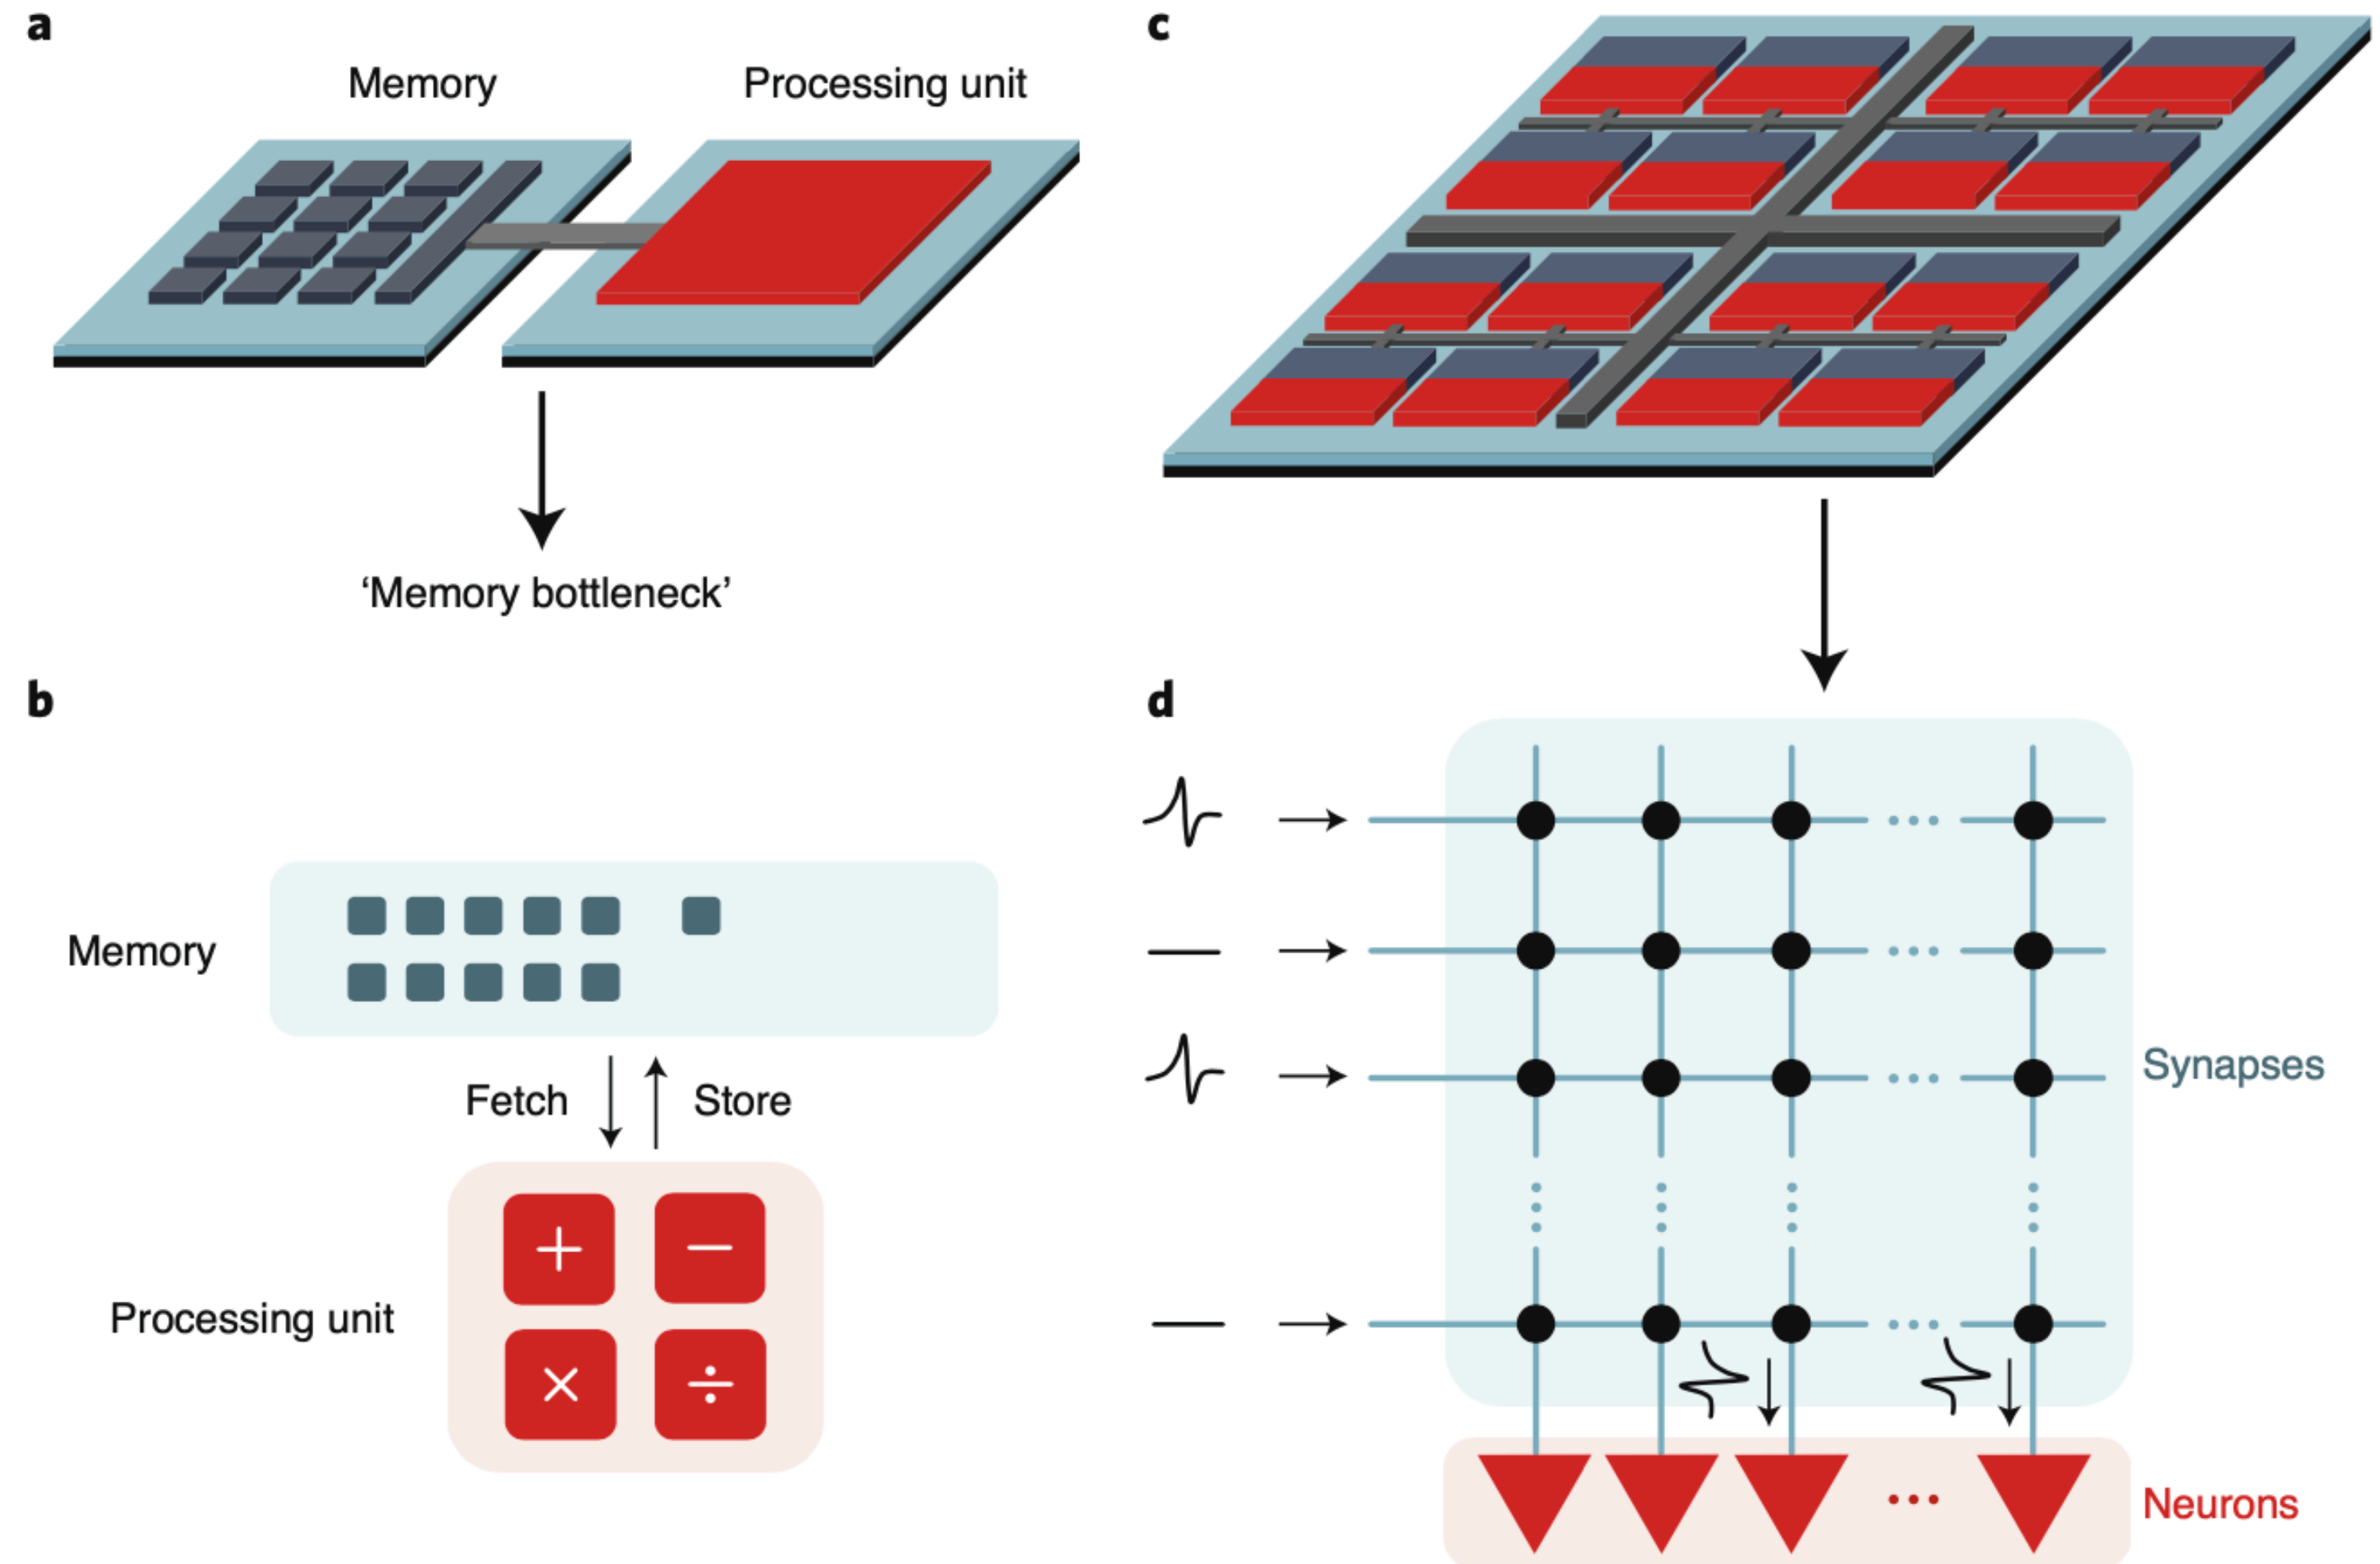 a
Memory
Processing unit
‘Memory bottleneck’
b
Memory
Fetch
Store
Processing unit
+
−
×
÷
c
d
Synapses
Neurons